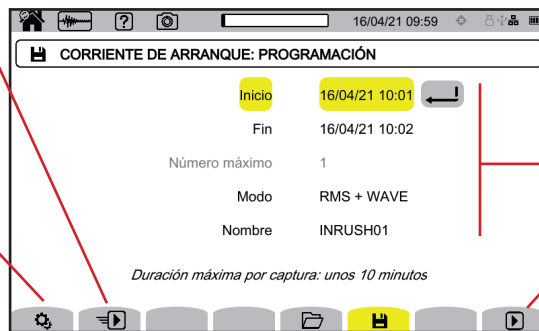 ?
16/04/21 09:59
CORRIENTE DE ARRANQUE: PROGRAMACIÓN
Inicio 16/04/21 10:01
Fin 16/04/21 10:02
Número máximo 1
Modo RMS + WAVE
Nombre INRUSH01
Duración máxima por captura: unos 10 minutos